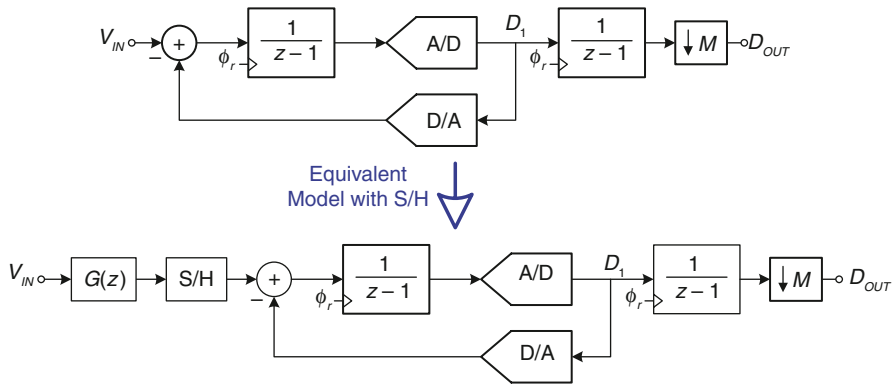 V_IN + − φ_r 1/(z − 1) A/D D_1 φ_r 1/(z − 1) ↓ M D_OUT
D/A
Equivalent
Model with S/H
V_IN G(z) S/H + − φ_r 1/(z − 1) A/D D_1 φ_r 1/(z − 1) ↓ M D_OUT
D/A